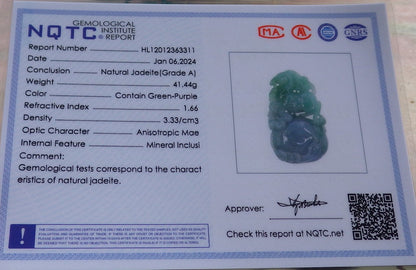 NQTC GEMOLOGICAL INSTITUTE REPORT
Report Number HL12012363311
Date Jan 06,2024
Conclusion Natural Jadeite(Grade A)
Weight 41.44g
Color Contain Green-Purple
Refractive Index 1.66
Density 3.33/cm3
Optic Character Anisotropic Mae
Internal Feature Mineral Inclusi
Comment:
Gemological tests correspond to the charact
eristics of natural jadeite.
MA
Approver:
Check this report at: NQTC.org